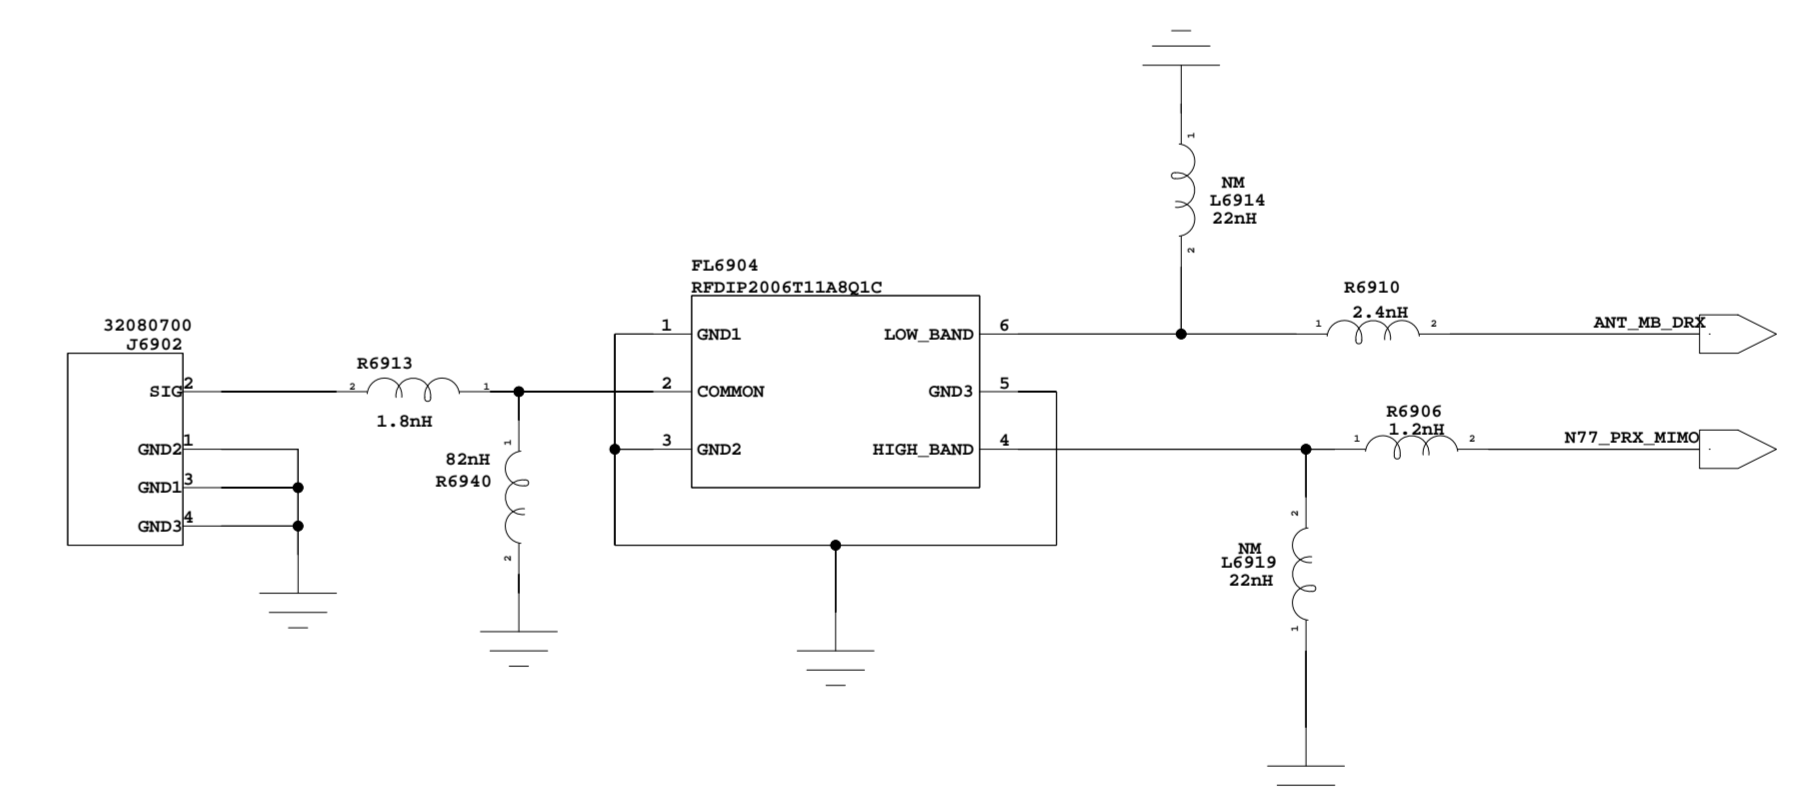 NM
L6914
22nH
1
2
FL6904
RFDIP2006T11A8Q1C
1 GND1
2 COMMON
3 GND2
LOW_BAND 6
GND3 5
HIGH_BAND 4
R6910
2.4nH
1 2
ANT_MB_DRX
32080700
J6902
SIG 2
GND2 1
GND1 3
GND3 4
R6913
2 1
1.8nH
1
82nH
R6940
2
R6906
1.2nH
1 2
N77_PRX_MIMO
2
NM
L6919
22nH
1